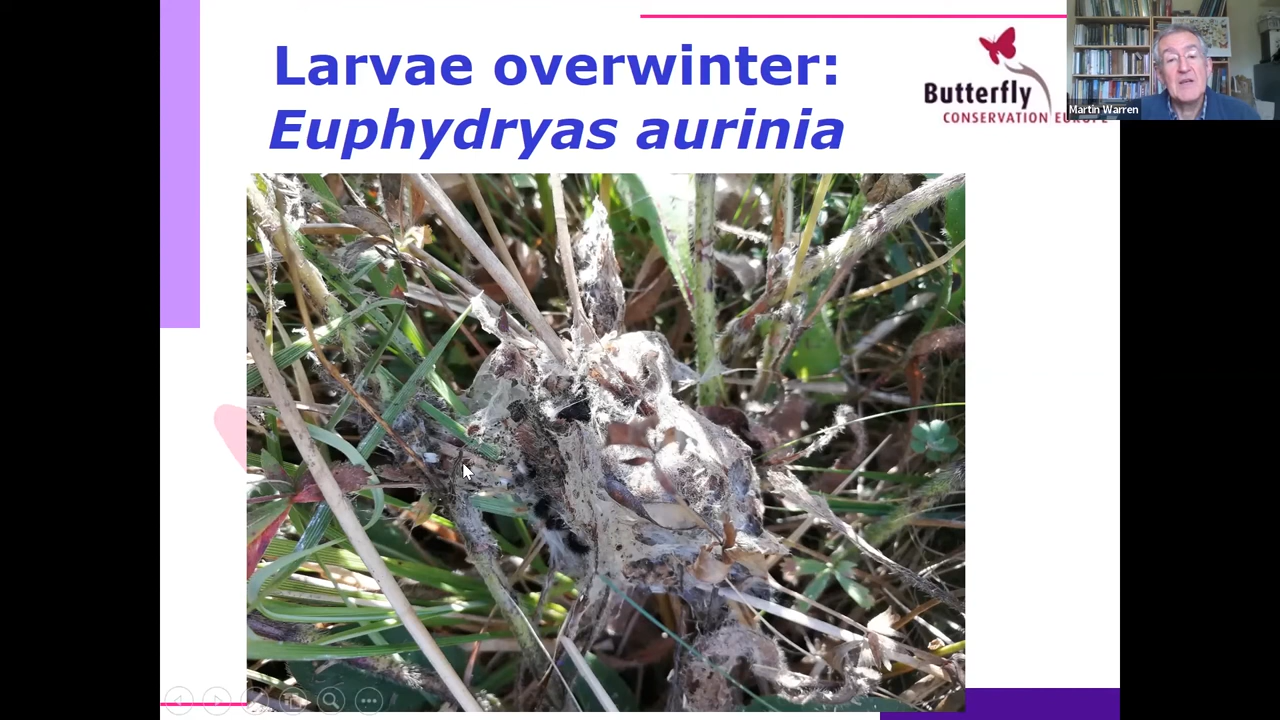 Larvae overwinter:
Euphydryas aurinia
Butterfly
CONSERVATION EUROPE
Martin Warren